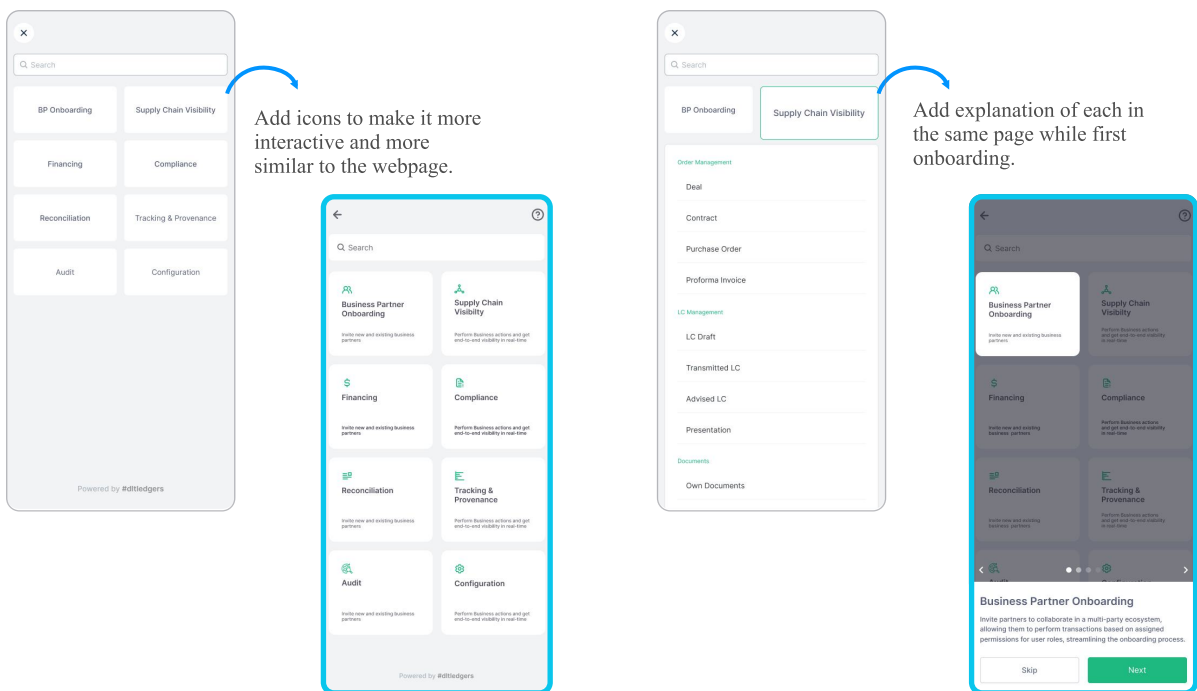 Search
BP Onboarding
Supply Chain Visibility
Financing
Compliance
Reconciliation
Tracking & Provenance
Audit
Configuration
Powered by #ditledgers
Add icons to make it more
interactive and more
similar to the webpage.
Search
Business Partner
Onboarding
Invite new and existing business
partners
Supply Chain
Visibilty
Perform Business actions and get
end-to-end visibility in real-time
Financing
Invite new and existing business
partners
Compliance
Perform Business actions and get
end-to-end visibility in real-time
Reconciliation
Invite new and existing business
partners
Tracking &
Provenance
Perform Business actions and get
end-to-end visibility in real-time
Audit
Invite new and existing business
partners
Configuration
Perform Business actions and get
end-to-end visibility in real-time
Powered by #ditledgers
Search
BP Onboarding
Supply Chain Visibility
Order Management
Deal
Contract
Purchase Order
Proforma Invoice
LC Management
LC Draft
Transmitted LC
Advised LC
Presentation
Documents
Own Documents
Add explanation of each in
the same page while first
onboarding.
Search
Business Partner
Onboarding
Invite new and existing business
partners
Supply Chain
Visibilty
Perform Business actions
and get end-to-end visibility
in real-time
Financing
Invite new and existing
business partners
Compliance
Perform Business actions
and get end-to-end visibility
in real-time
Reconciliation
Invite new and existing
business partners
Tracking &
Provenance
Perform Business actions
and get end-to-end visibility
in real-time
Audit
Configuration
Business Partner Onboarding
Invite partners to collaborate in a multi-party ecosystem,
allowing them to perform transactions based on assigned
permissions for user roles, streamlining the onboarding process.
Skip
Next